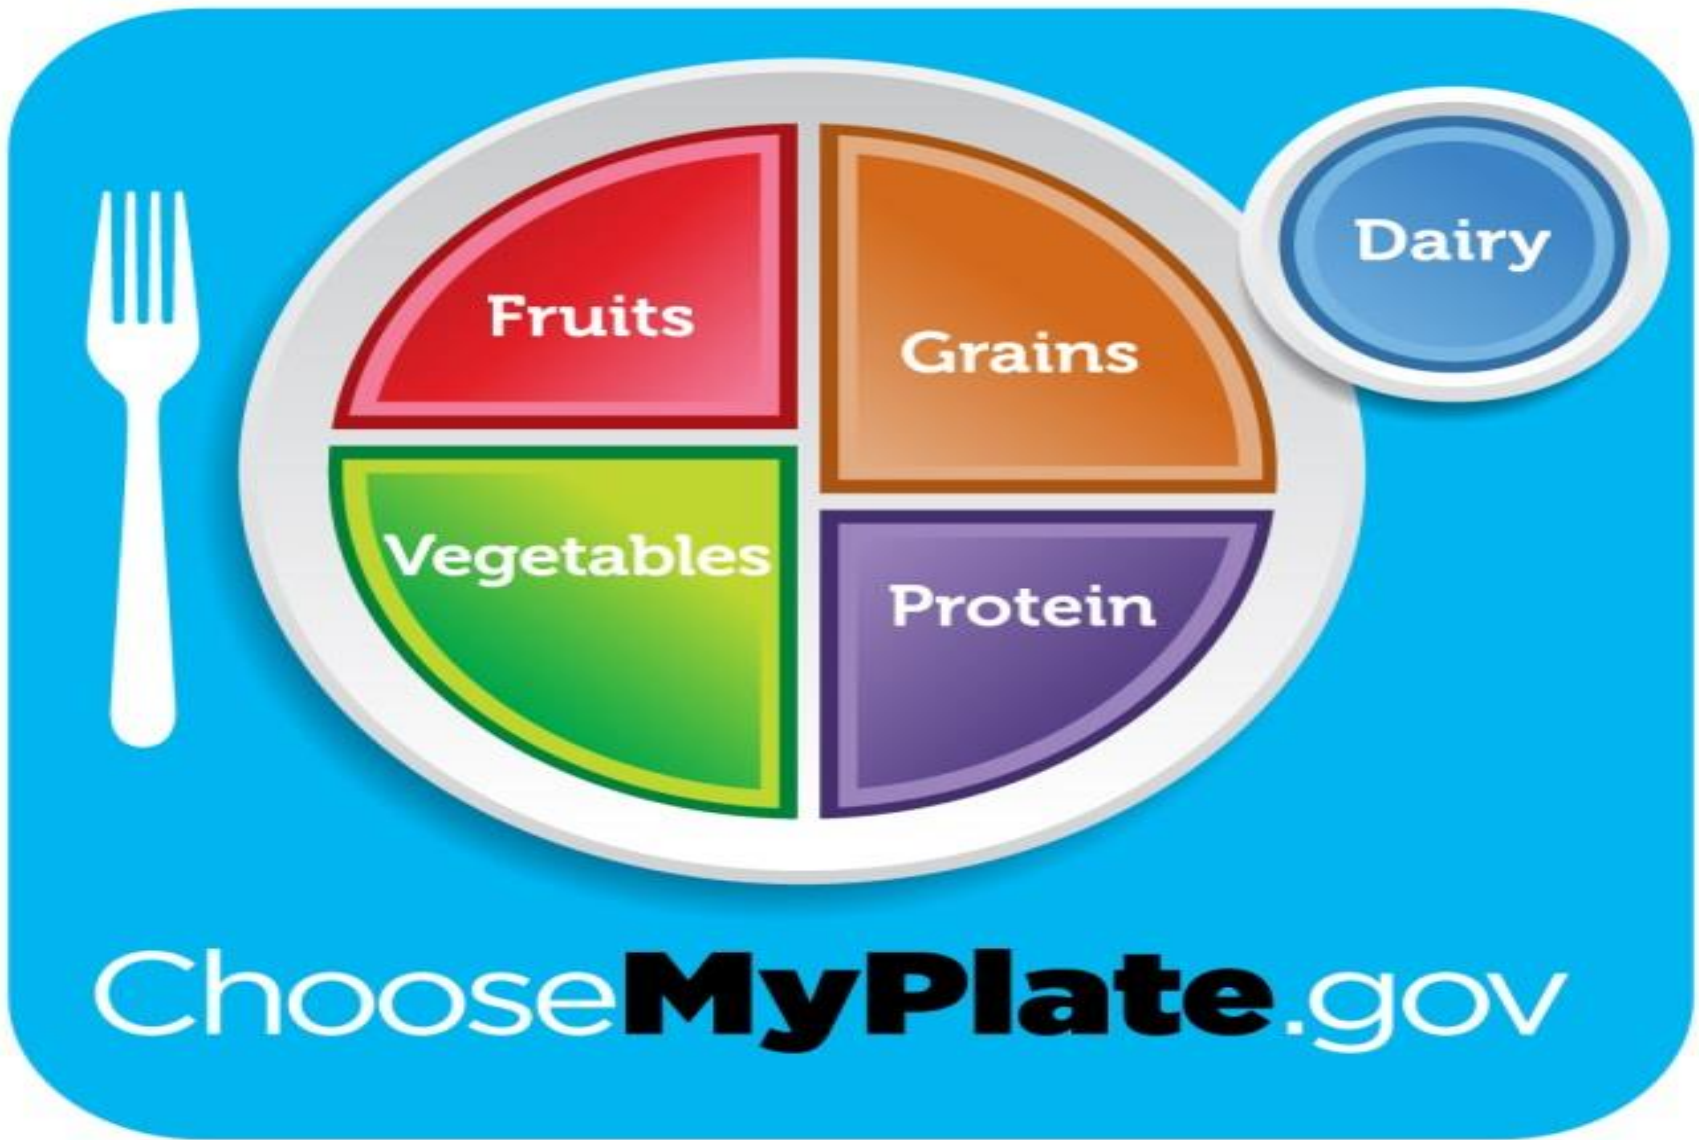 Dairy
Fruits
Grains
Vegetables
Protein
ChooseMyPlate.gov